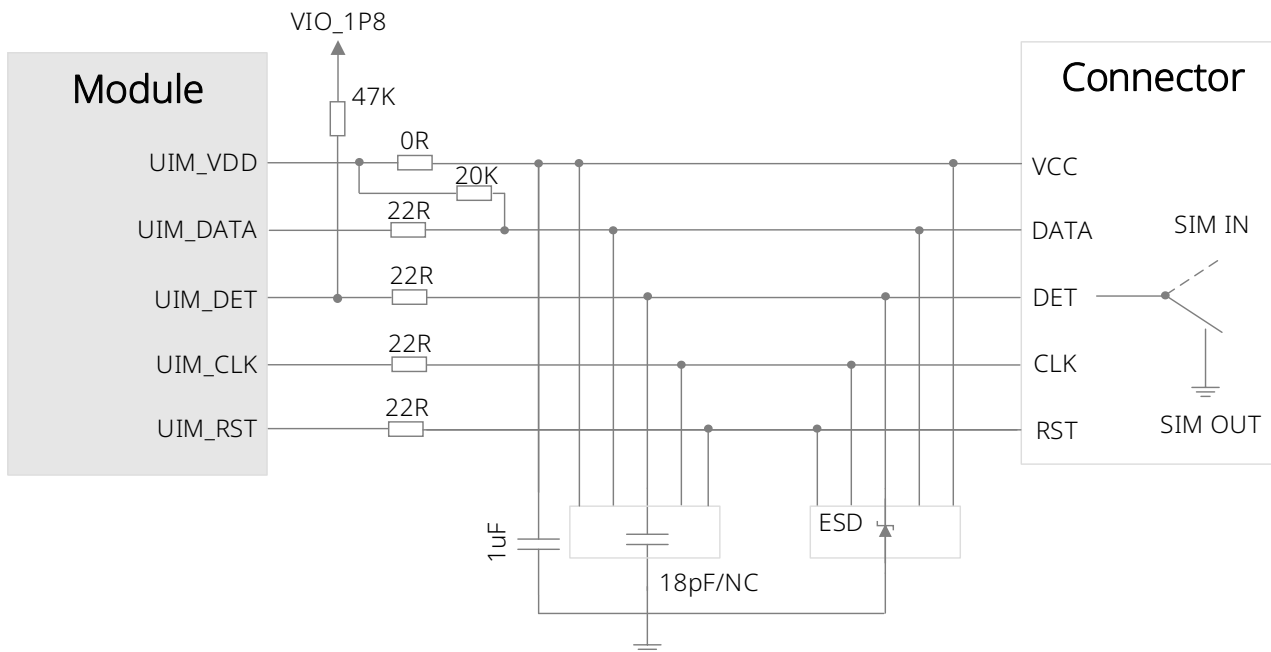 VIO_1P8
Module
Connector
47K
0R
UIM_VDD
VCC
20K
22R
UIM_DATA
DATA
SIM IN
22R
UIM_DET
DET
22R
UIM_CLK
CLK
22R
UIM_RST
RST
SIM OUT
ESD
1uF
18pF/NC